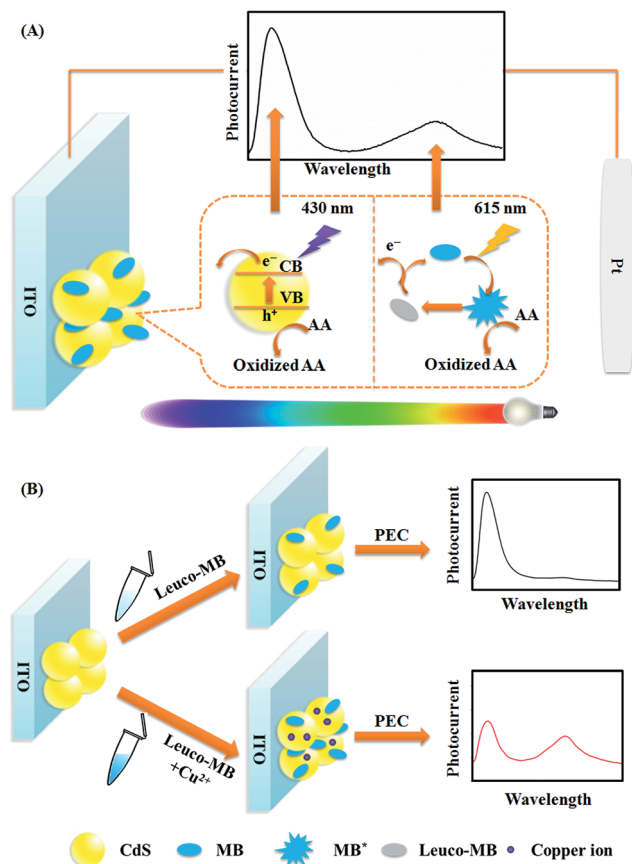 (A)
Photocurrent
Wavelength
ITO
430 nm
e⁻
CB
VB
h⁺
AA
Oxidized AA
615 nm
e⁻
AA
Oxidized AA
Pt
(B)
ITO
Leuco-MB
ITO
PEC
Photocurrent
Wavelength
Leuco-MB
+Cu²⁺
ITO
PEC
Photocurrent
Wavelength
CdS MB MB* Leuco-MB Copper ion